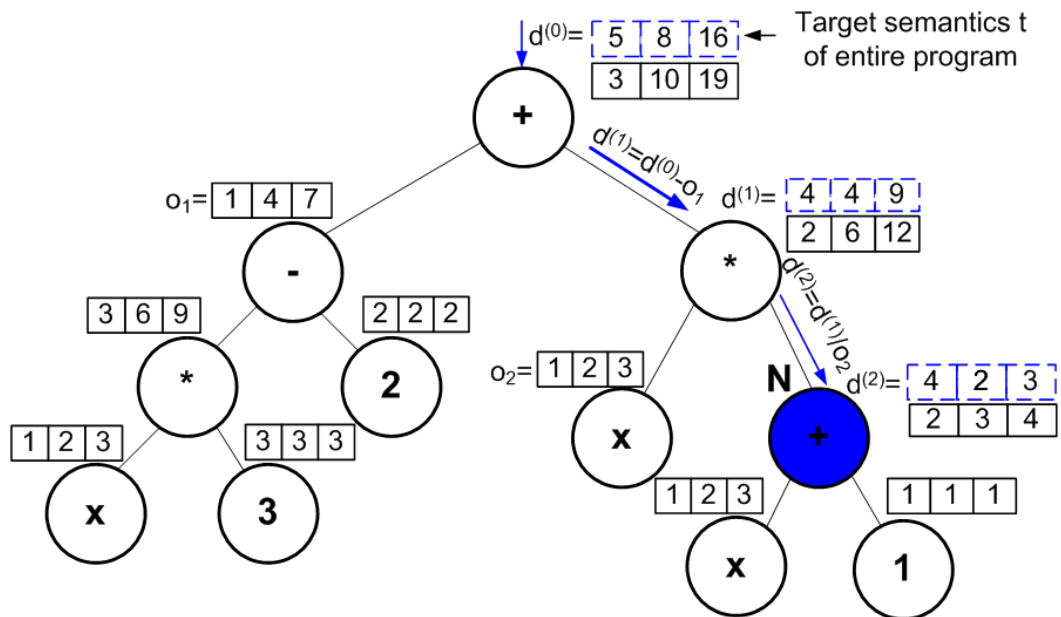 d(0)= 5 8 16
Target semantics t
of entire program
3 10 19
+
d(1)=d(0)-o1
o1= 1 4 7
d(1)= 4 4 9
2 6 12
-
*
d(2)=d(1)/o2
3 6 9
2 2 2
o2= 1 2 3
*
2
N
d(2)= 4 2 3
2 3 4
x
+
1 2 3
3 3 3
1 2 3
1 1 1
x
3
x
1